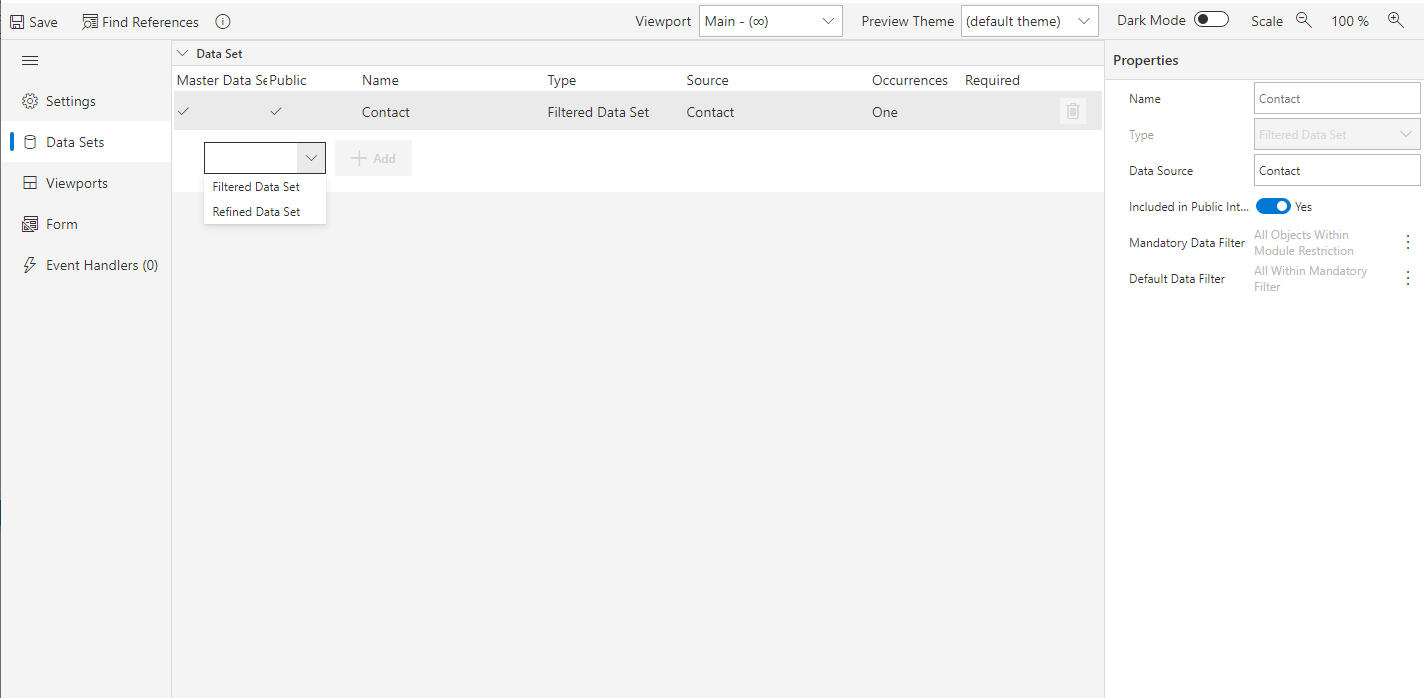 Save Find References Viewport Main - (∞) Preview Theme (default theme) Dark Mode Scale 100 %
Data Set
Properties
Master Data Se Public Name Type Source Occurrences Required
Contact Filtered Data Set Contact One
Filtered Data Set
Refined Data Set
Add
Settings
Data Sets
Viewports
Form
Event Handlers (0)
Name Contact
Type Filtered Data Set
Data Source Contact
Included in Public Int... Yes
Mandatory Data Filter All Objects Within
Module Restriction
Default Data Filter All Within Mandatory
Filter